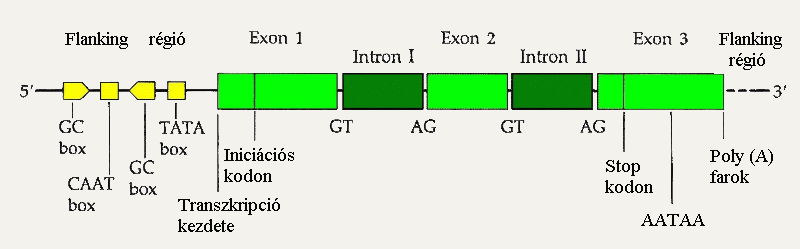 Flanking régió
Exon 1
Exon 2
Exon 3
Flanking
régió
Intron I
Intron II
5′
3′
GC
box
CAAT
box
GC
box
TATA
box
Transzkripció
kezdete
Iniciációs
kodon
GT
AG
GT
AG
Stop
kodon
AATAA
Poly (A)
farok